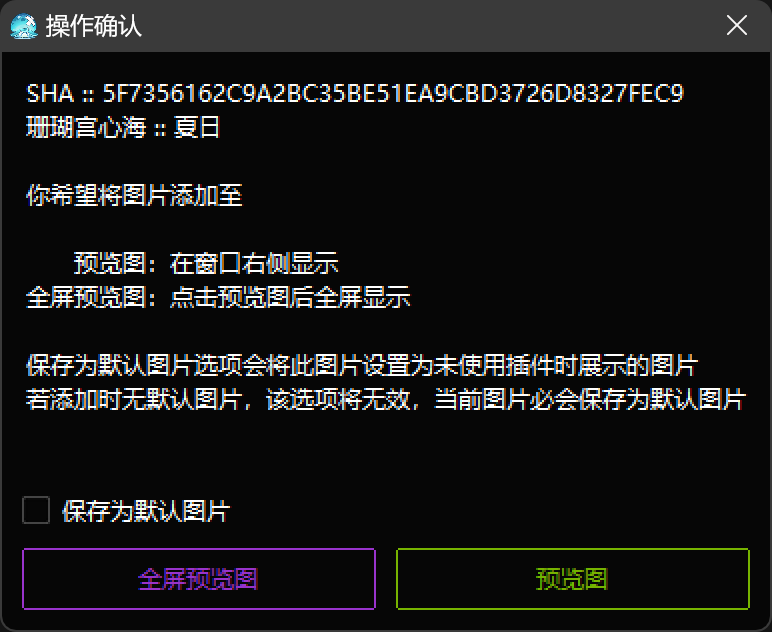 操作确认
SHA :: 5F7356162C9A2BC35BE51EA9CBD3726D8327FEC9
珊瑚宫心海 :: 夏日
你希望将图片添加至
预览图：在窗口右侧显示
全屏预览图：点击预览图后全屏显示
保存为默认图片选项会将此图片设置为未使用插件时展示的图片
若添加时无默认图片，该选项将无效，当前图片必会保存为默认图片
保存为默认图片
全屏预览图
预览图